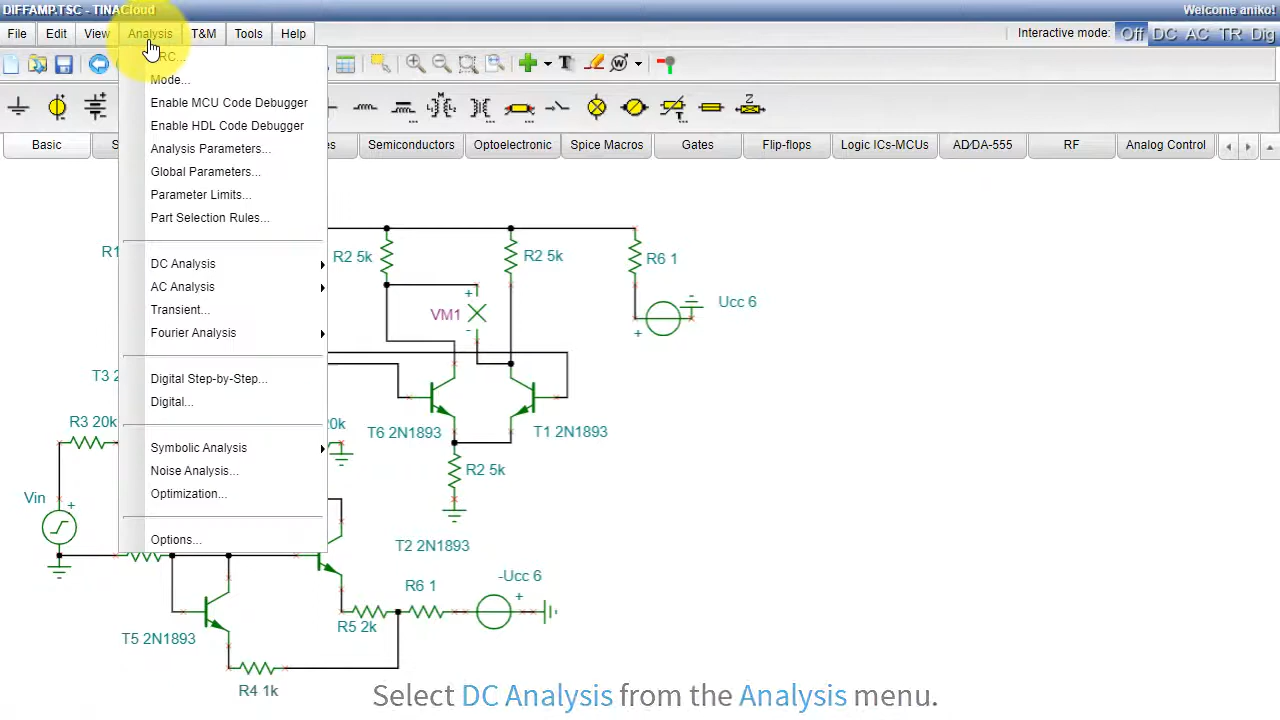 DIFFAMP.TSC - TINACloud
Welcome aniko!
File Edit View Analysis T&M Tools Help
Interactive mode: Off DC AC TR Dig
Mode...
Enable MCU Code Debugger
Enable HDL Code Debugger
Analysis Parameters...
Global Parameters...
Parameter Limits...
Part Selection Rules...
DC Analysis
AC Analysis
Transient...
Fourier Analysis
Digital Step-by-Step...
Digital...
Symbolic Analysis
Noise Analysis...
Optimization...
Options...
Basic
Semiconductors
Optoelectronic
Spice Macros
Gates
Flip-flops
Logic ICs-MCUs
AD/DA-555
RF
Analog Control
R2 5k
R2 5k
R6 1
VM1
+
-
Ucc 6
+
R3 20k
T6 2N1893
T1 2N1893
R2 5k
Vin
+
T2 2N1893
-Ucc 6
+
R6 1
R5 2k
T5 2N1893
R4 1k
Select DC Analysis from the Analysis menu.